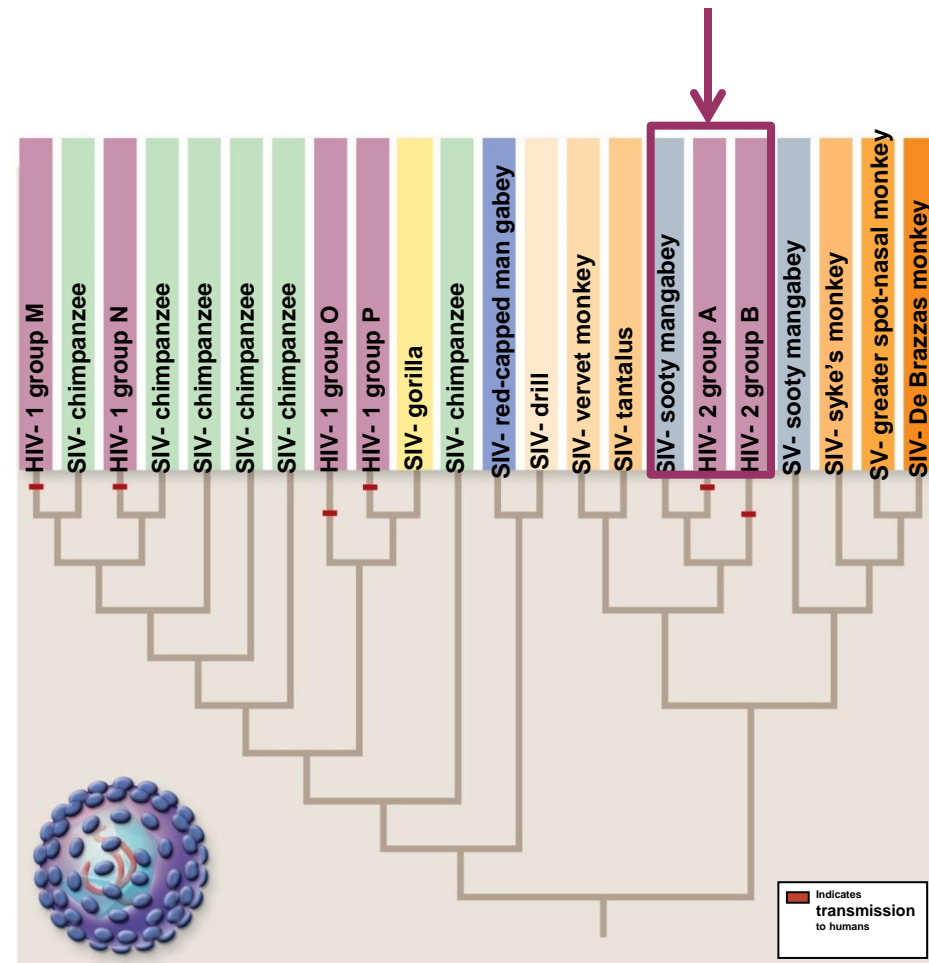 HIV- 1 group M
SIV- chimpanzee
HIV- 1 group N
SIV- chimpanzee
SIV- chimpanzee
SIV- chimpanzee
SIV- chimpanzee
HIV- 1 group O
HIV- 1 group P
SIV- gorilla
SIV- chimpanzee
SIV- red-capped man gabey
SIV- drill
SIV- vervet monkey
SIV- tantalus
SIV- sooty mangabey
HIV- 2 group A
HIV- 2 group B
SV- sooty mangabey
SIV- syke's monkey
SV- greater spot-nasal monkey
SIV- De Brazzas monkey
Indicates
transmission
to humans